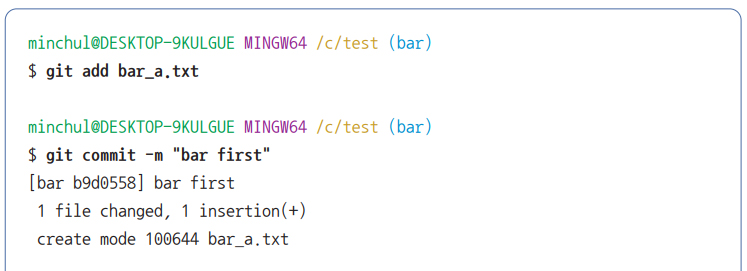 minchul@DESKTOP-9KULGUE MINGW64 /c/test (bar)
$ git add bar_a.txt
minchul@DESKTOP-9KULGUE MINGW64 /c/test (bar)
$ git commit -m "bar first"
[bar b9d0558] bar first
 1 file changed, 1 insertion(+)
 create mode 100644 bar_a.txt